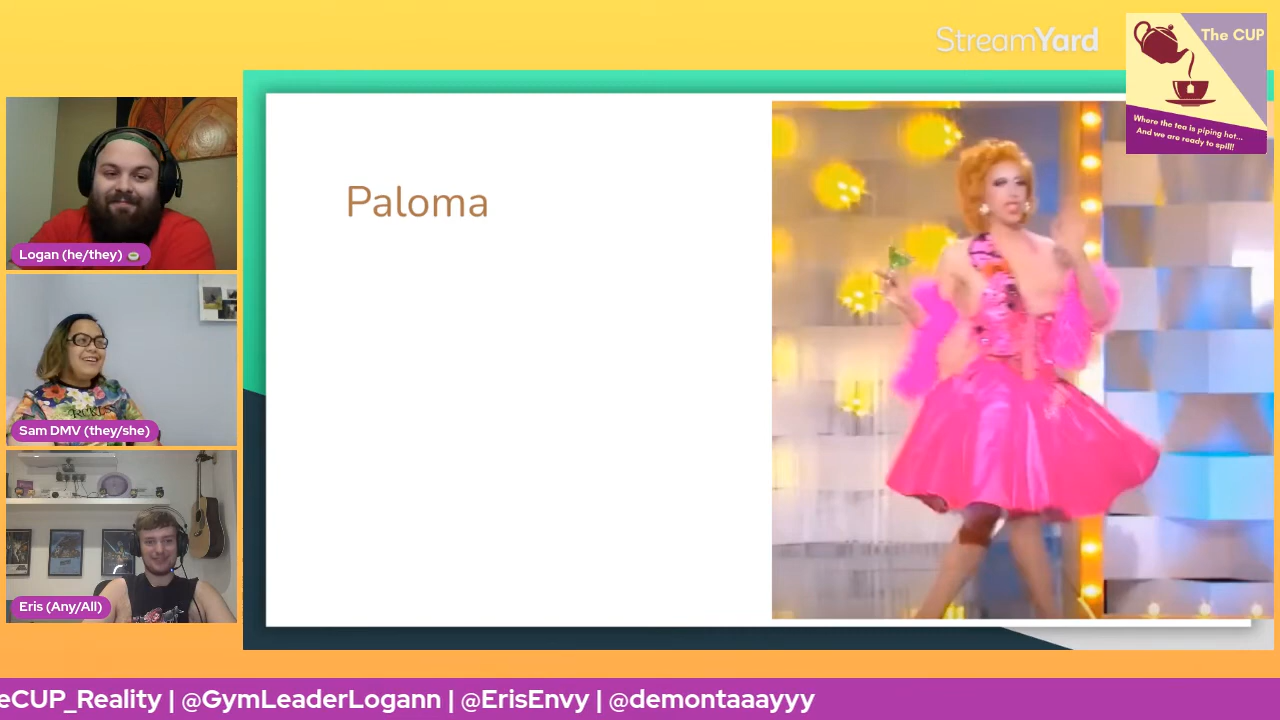 StreamYard
The CUP
Where the tea is piping hot...
And we are ready to spill!
Paloma
Logan (he/they)
Sam DMV (they/she)
Eris (Any/All)
eCUP_Reality | @GymLeaderLogann | @ErisEnvy | @demontaaayyy